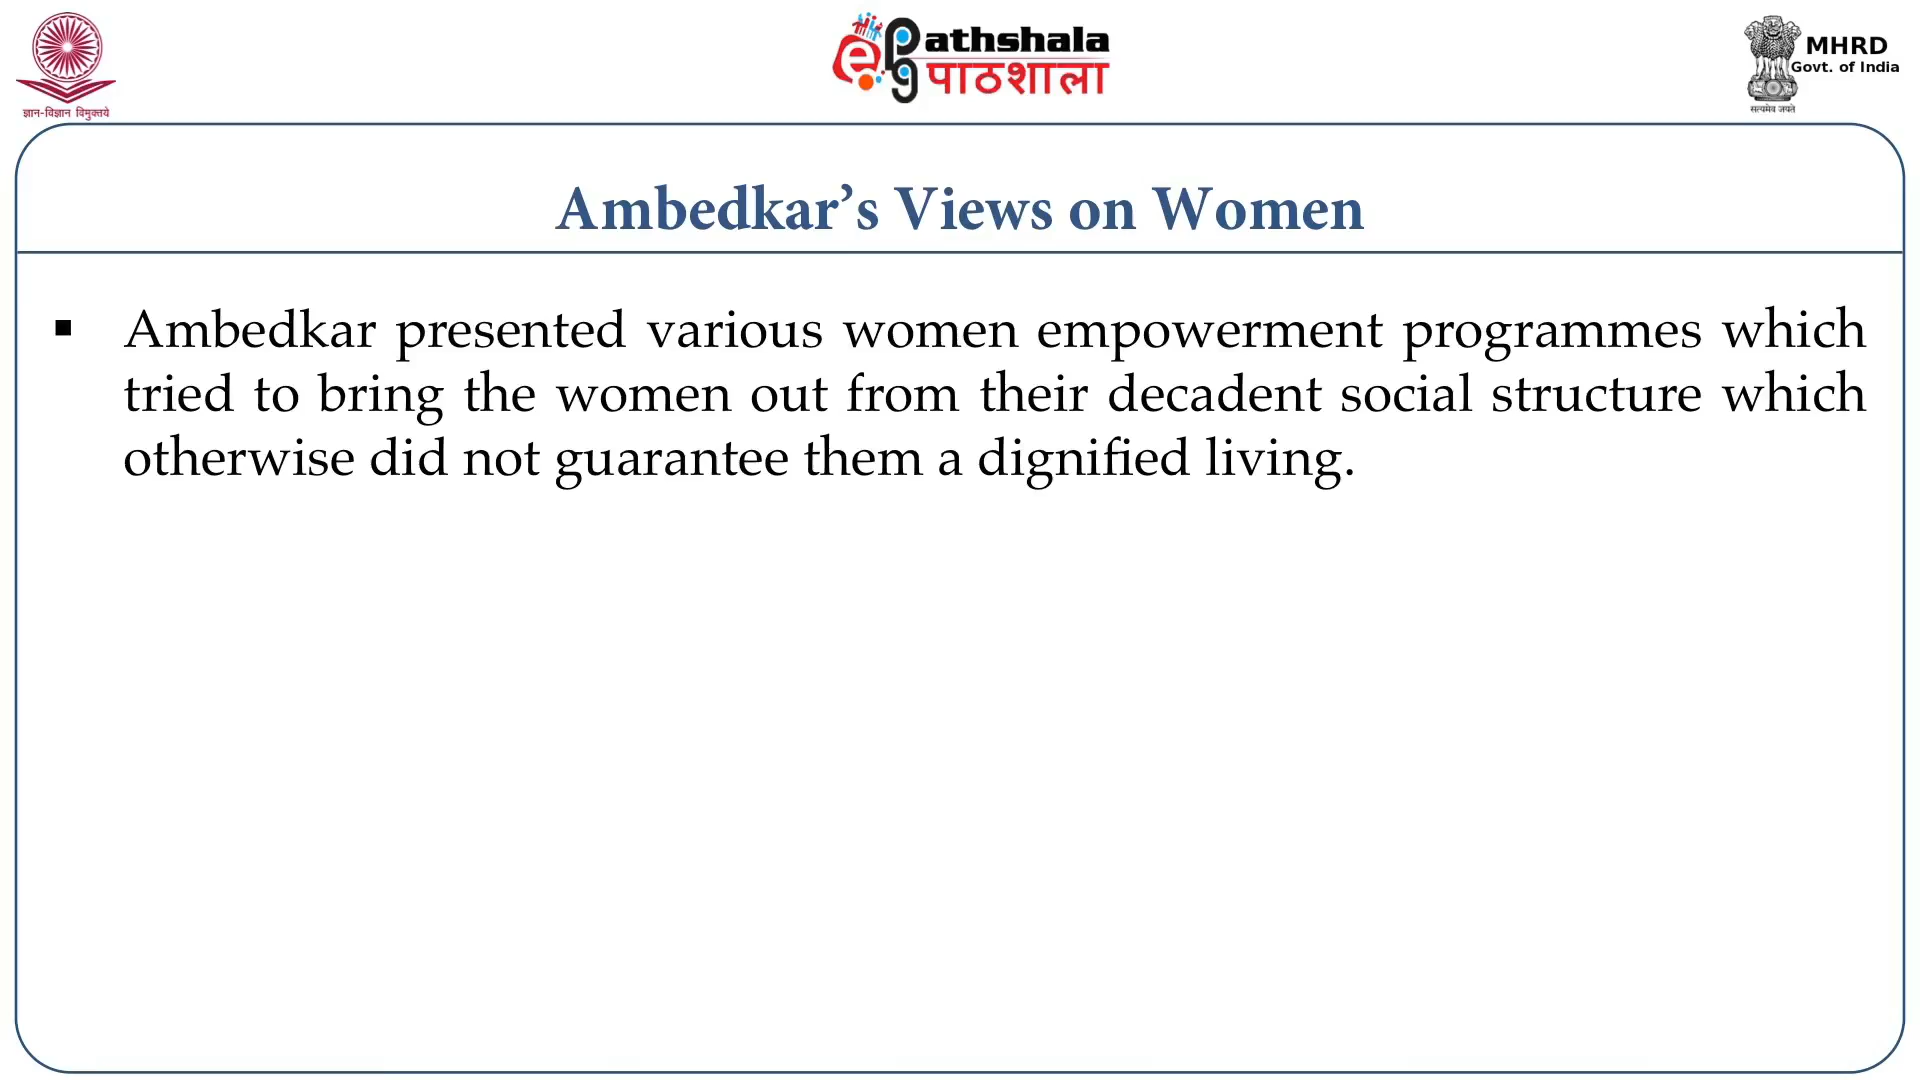 ज्ञान-विज्ञान विमुक्तये
ePathshala
pg पाठशाला
MHRD
Govt. of India
सत्यमेव जयते
Ambedkar’s Views on Women
▪ Ambedkar presented various women empowerment programmes which
tried to bring the women out from their decadent social structure which
otherwise did not guarantee them a dignified living.